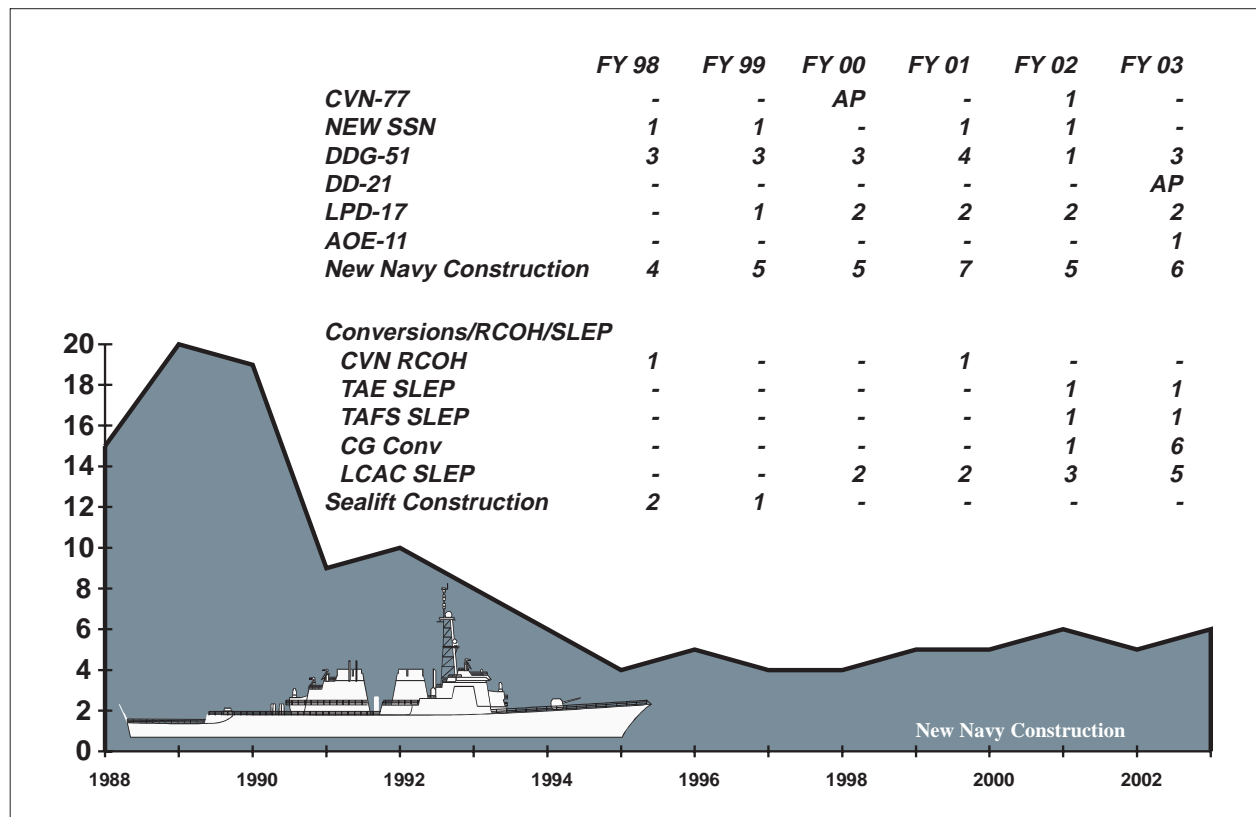 FY 98 FY 99 FY 00 FY 01 FY 02 FY 03
CVN-77 - - AP - 1 -
NEW SSN 1 1 - 1 1 -
DDG-51 3 3 3 4 1 3
DD-21 - - - - - AP
LPD-17 - 1 2 2 2 2
AOE-11 - - - - - 1
New Navy Construction 4 5 5 7 5 6
Conversions/RCOH/SLEP
CVN RCOH 1 - - 1 - -
TAE SLEP - - - - 1 1
TAFS SLEP - - - - 1 1
CG Conv - - - - 1 6
LCAC SLEP - - 2 2 3 5
Sealift Construction 2 1 - - - -
20
18
16
14
12
10
8
6
4
2
0
New Navy Construction
1988 1990 1992 1994 1996 1998 2000 2002